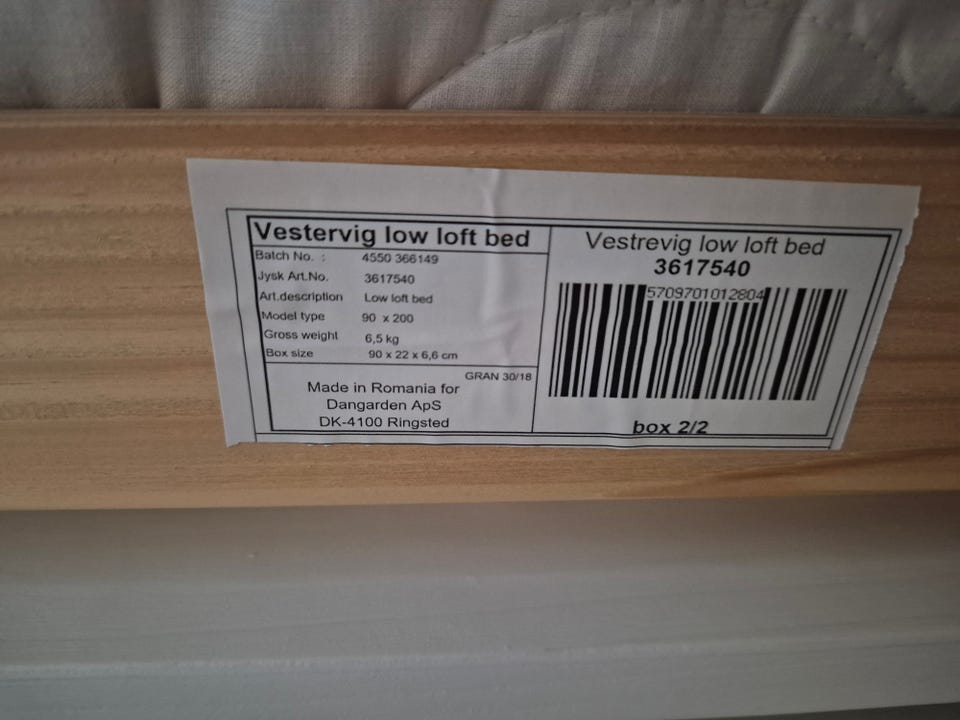 Vestervig low loft bed
Batch No. : 4550 366149
Jysk Art.No. 3617540
Art.description Low loft bed
Model type 90 x 200
Gross weight 6,5 kg
Box size 90 x 22 x 6,6 cm
GRAN 30/18
Made in Romania for
Dangarden ApS
DK-4100 Ringsted
Vestrevig low loft bed
3617540
5709701012804
box 2/2